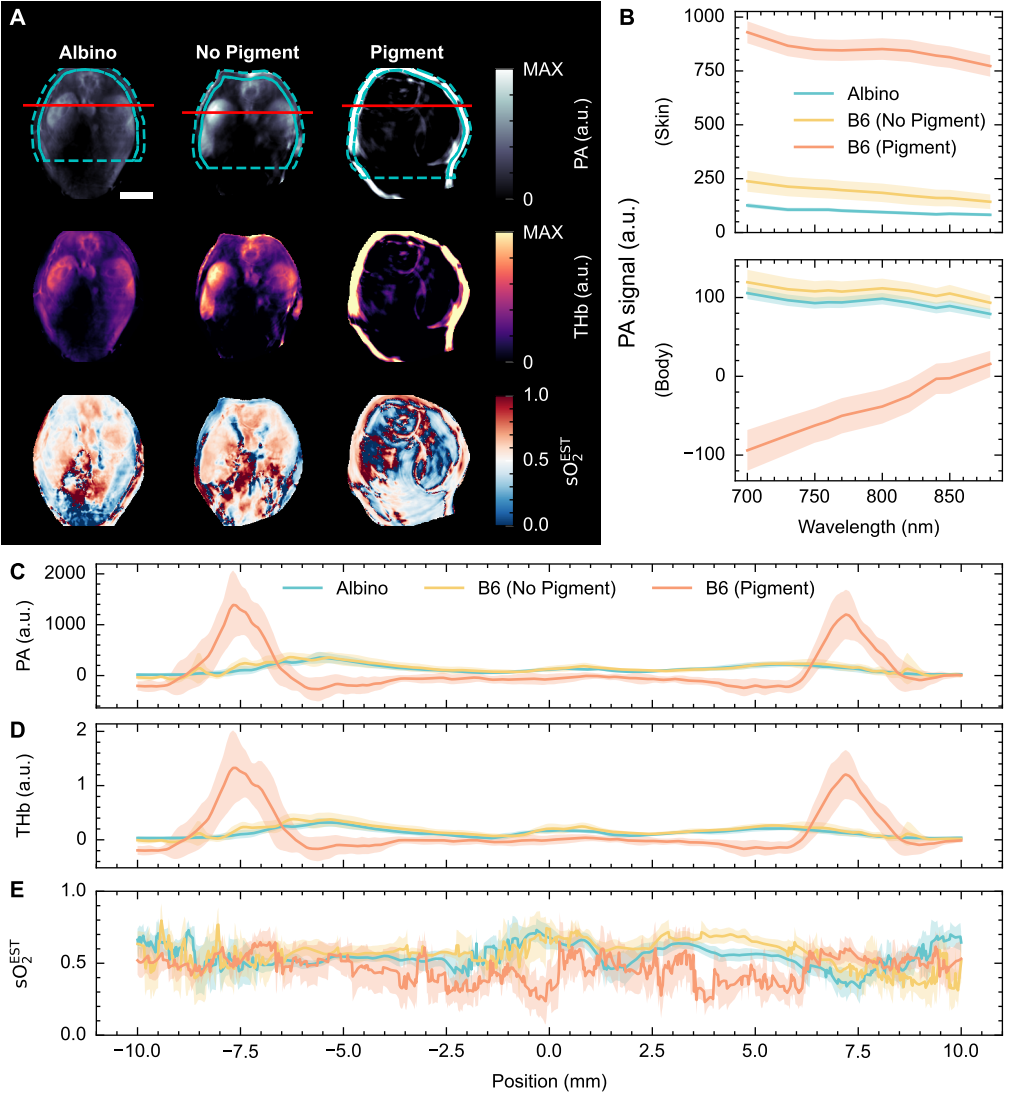 A
Albino
No Pigment
Pigment
MAX
PA (a.u.)
0
MAX
THb (a.u.)
0
1.0
0.5
sO₂ᴱˢᵀ
0.0
B
1000
750
500
250
0
(Skin)
Albino
B6 (No Pigment)
B6 (Pigment)
PA signal (a.u.)
100
0
−100
(Body)
700
750
800
850
Wavelength (nm)
C
2000
1000
0
PA (a.u.)
Albino
B6 (No Pigment)
B6 (Pigment)
D
2
1
0
THb (a.u.)
E
1.0
0.5
0.0
sO₂ᴱˢᵀ
−10.0
−7.5
−5.0
−2.5
0.0
2.5
5.0
7.5
10.0
Position (mm)